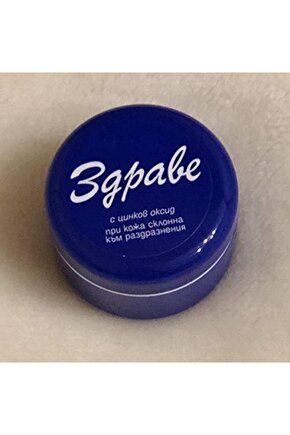 Здраве
с цинков оксид
при кожа склонна
към раздразнения